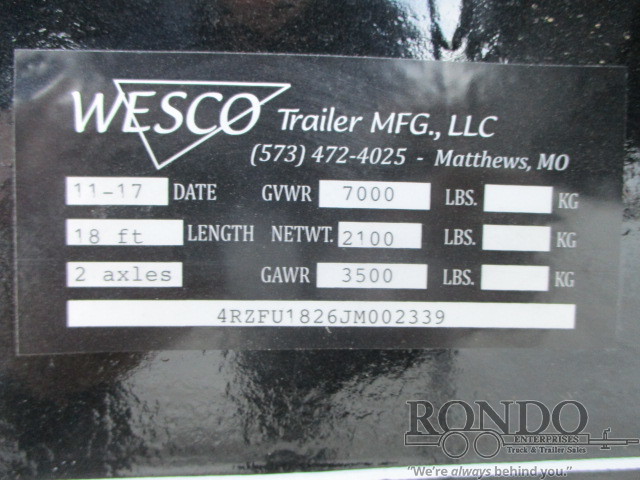 WESCO Trailer MFG., LLC
(573) 472-4025 - Matthews, MO
11-17 DATE GVWR 7000 LBS. KG
18 ft LENGTH NETWT. 2100 LBS. KG
2 axles GAWR 3500 LBS. KG
4RZFU1826JM002339
RONDO
ENTERPRISES
Truck & Trailer Sales
"We're always behind you."